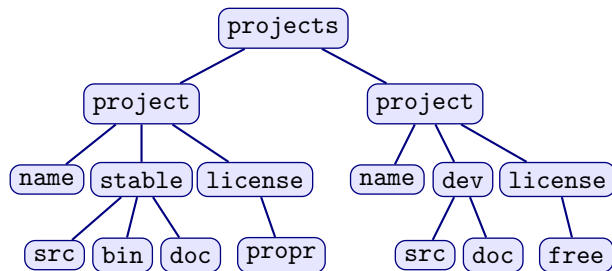 projects
project project
name stable license name dev license
src bin doc propr src doc free